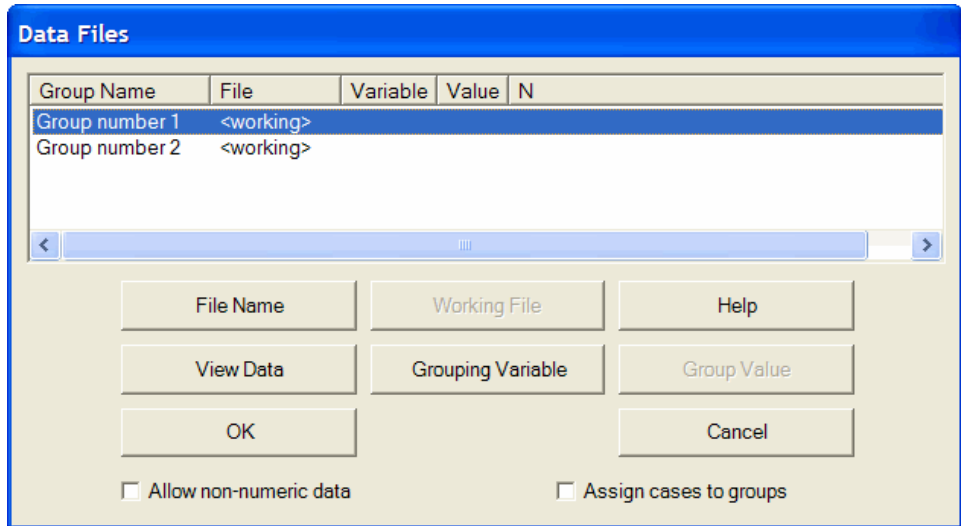 Data Files
Group Name File Variable Value N
Group number 1 <working>
Group number 2 <working>
File Name Working File Help
View Data Grouping Variable Group Value
OK Cancel
Allow non-numeric data Assign cases to groups